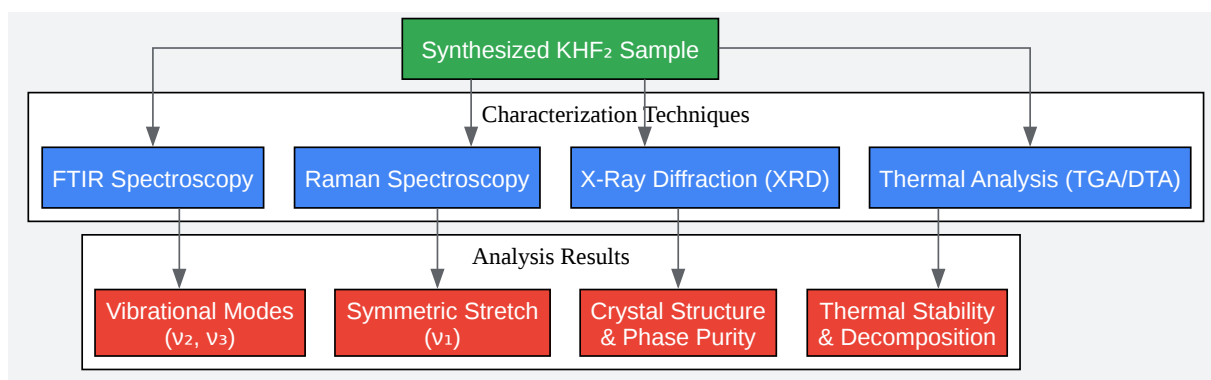 Synthesized KHF₂ Sample
Characterization Techniques
FTIR Spectroscopy
Raman Spectroscopy
X-Ray Diffraction (XRD)
Thermal Analysis (TGA/DTA)
Analysis Results
Vibrational Modes
(ν₂, ν₃)
Symmetric Stretch
(ν₁)
Crystal Structure
& Phase Purity
Thermal Stability
& Decomposition